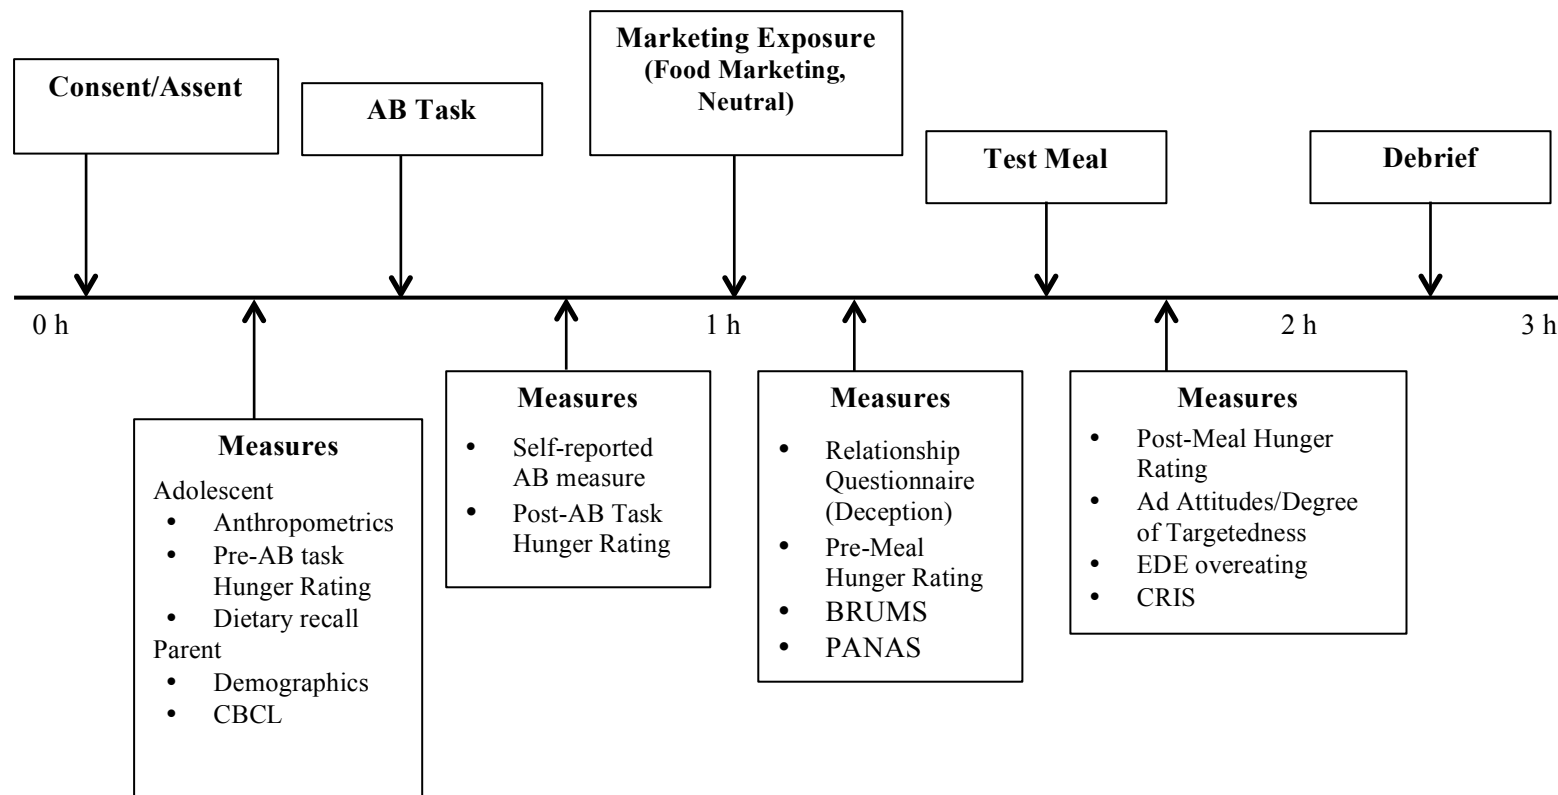 Consent/Assent
AB Task
Marketing Exposure
(Food Marketing,
Neutral)
Test Meal
Debrief
0 h
1 h
2 h
3 h
Measures
Adolescent
• Anthropometrics
• Pre-AB task
Hunger Rating
• Dietary recall
Parent
• Demographics
• CBCL
Measures
• Self-reported
AB measure
• Post-AB Task
Hunger Rating
Measures
• Relationship
Questionnaire
(Deception)
• Pre-Meal
Hunger Rating
• BRUMS
• PANAS
Measures
• Post-Meal Hunger
Rating
• Ad Attitudes/Degree
of Targetedness
• EDE overeating
• CRIS